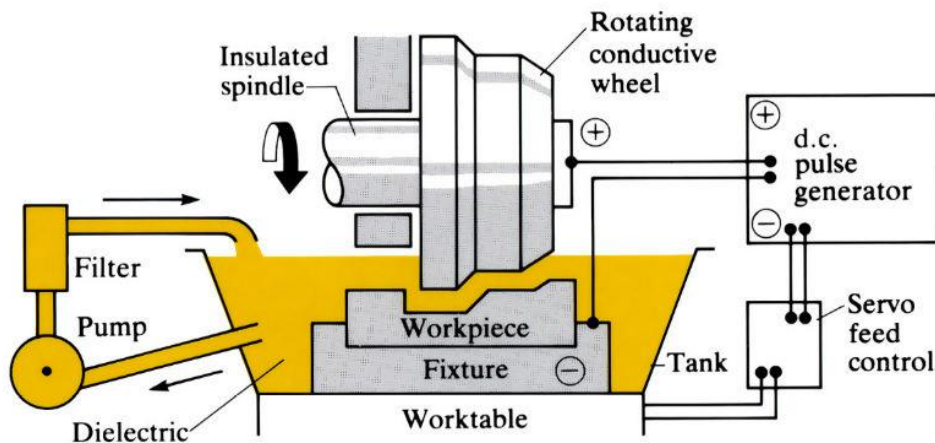 Rotating
conductive
wheel
Insulated
spindle
+
+
d.c.
pulse
generator
−
Filter
Pump
Workpiece
Fixture
−
Tank
Servo
feed
control
Dielectric
Worktable